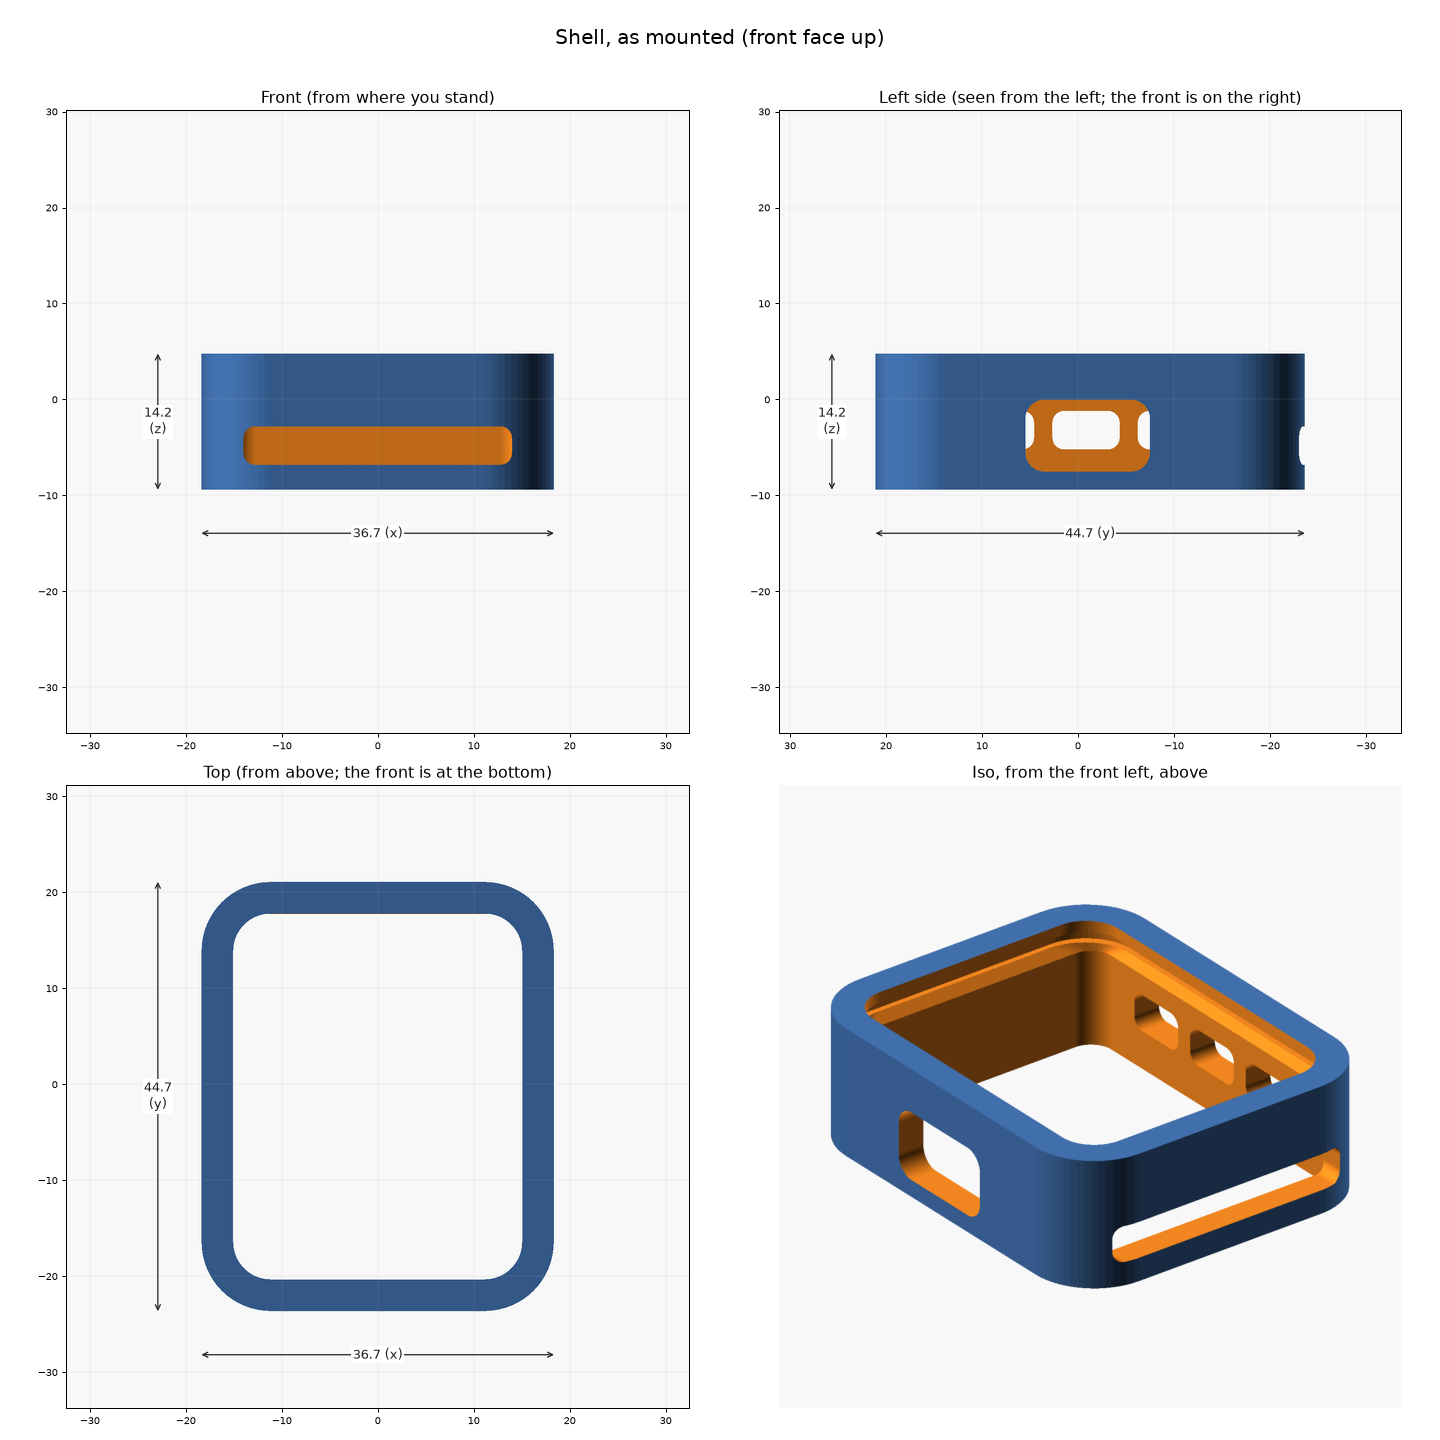 Shell, as mounted (front face up)
Front (from where you stand)
30
20
10
0
−10
−20
−30
14.2
(z)
36.7 (x)
−30 −20 −10 0 10 20 30
Left side (seen from the left; the front is on the right)
30
20
10
0
−10
−20
−30
14.2
(z)
44.7 (y)
30 20 10 0 −10 −20 −30
Top (from above; the front is at the bottom)
30
20
10
0
−10
−20
−30
44.7
(y)
36.7 (x)
−30 −20 −10 0 10 20 30
Iso, from the front left, above